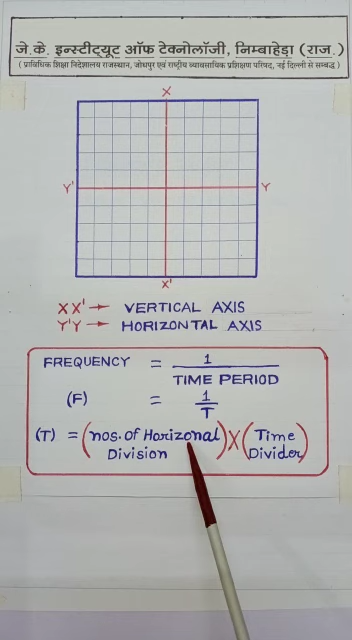 जे.के. इन्स्टीट्यूट ऑफ टेक्नोलॉजी, निम्बाहेड़ा (राज.)
( प्राविधिक शिक्षा निदेशालय राजस्थान, जोधपुर एवं राष्ट्रीय व्यावसायिक प्रशिक्षण परिषद, नई दिल्ली से सम्बद्ध )
X
Y' Y
X'
XX' → VERTICAL AXIS
Y'Y → HORIZONTAL AXIS
FREQUENCY = 1
TIME PERIOD
(F) = 1
T
(T) = (nos. of Horizonal) X (Time)
Division Divider